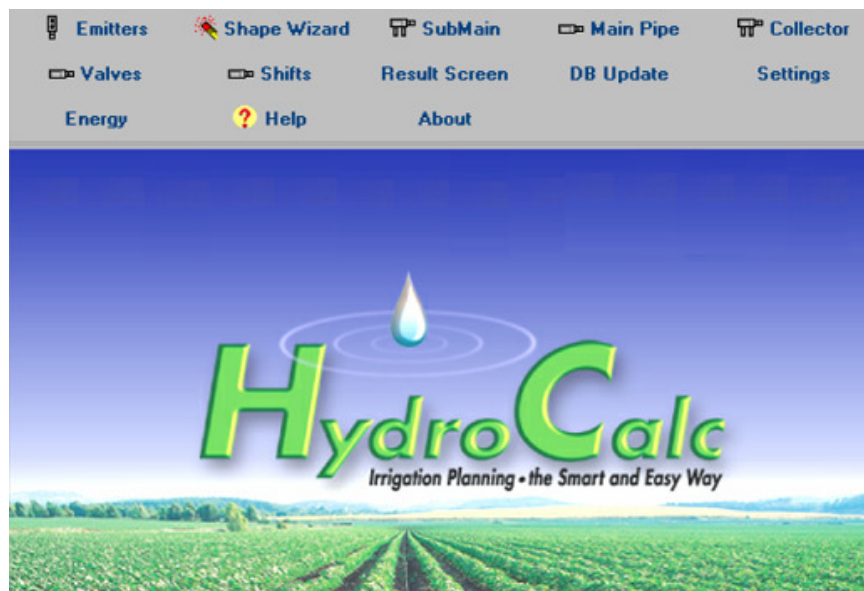 Emitters Shape Wizard SubMain Main Pipe Collector
Valves Shifts Result Screen DB Update Settings
Energy ? Help About
HydroCalc
Irrigation Planning • the Smart and Easy Way